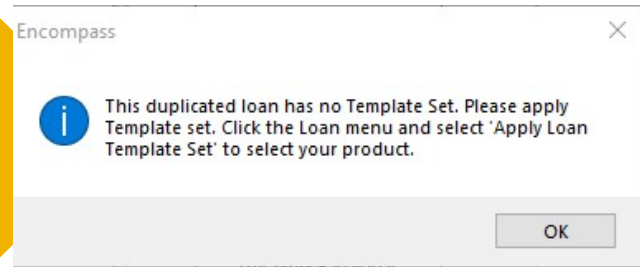 Encompass
This duplicated loan has no Template Set. Please apply
Template set. Click the Loan menu and select 'Apply Loan
Template Set' to select your product.
OK